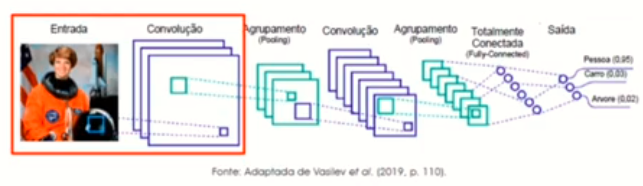 Entrada
Convolução
Agrupamento
(Pooling)
Convolução
Agrupamento
(Pooling)
Totalmente
Conectada
(Fully-Connected)
Saída
Pessoa (0,95)
Carro (0,03)
Árvore (0,02)
Fonte: Adaptada de Vasilev et al. (2019, p. 110).